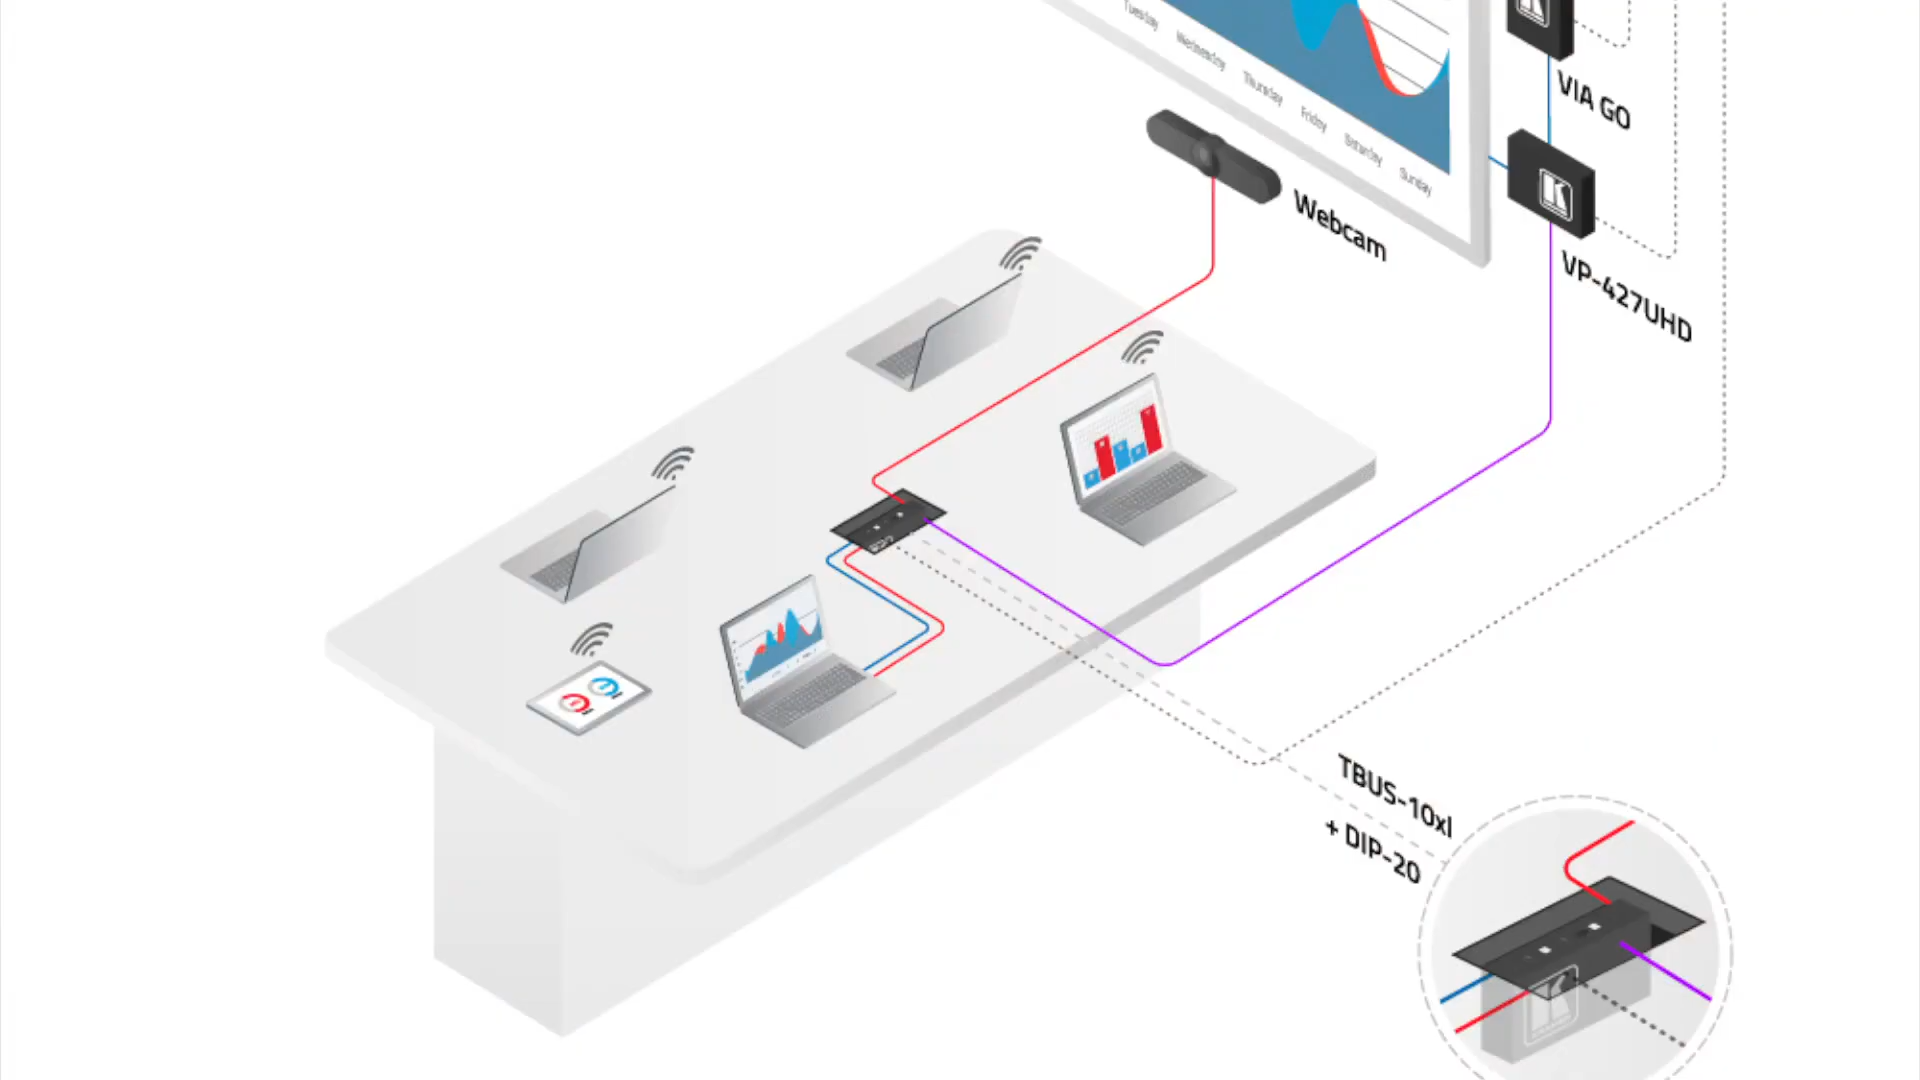 Tuesday
Wednesday
Thursday
Friday
Saturday
Sunday
VIA GO
VP-427UHD
Webcam
TBUS-10xl
+ DIP-20